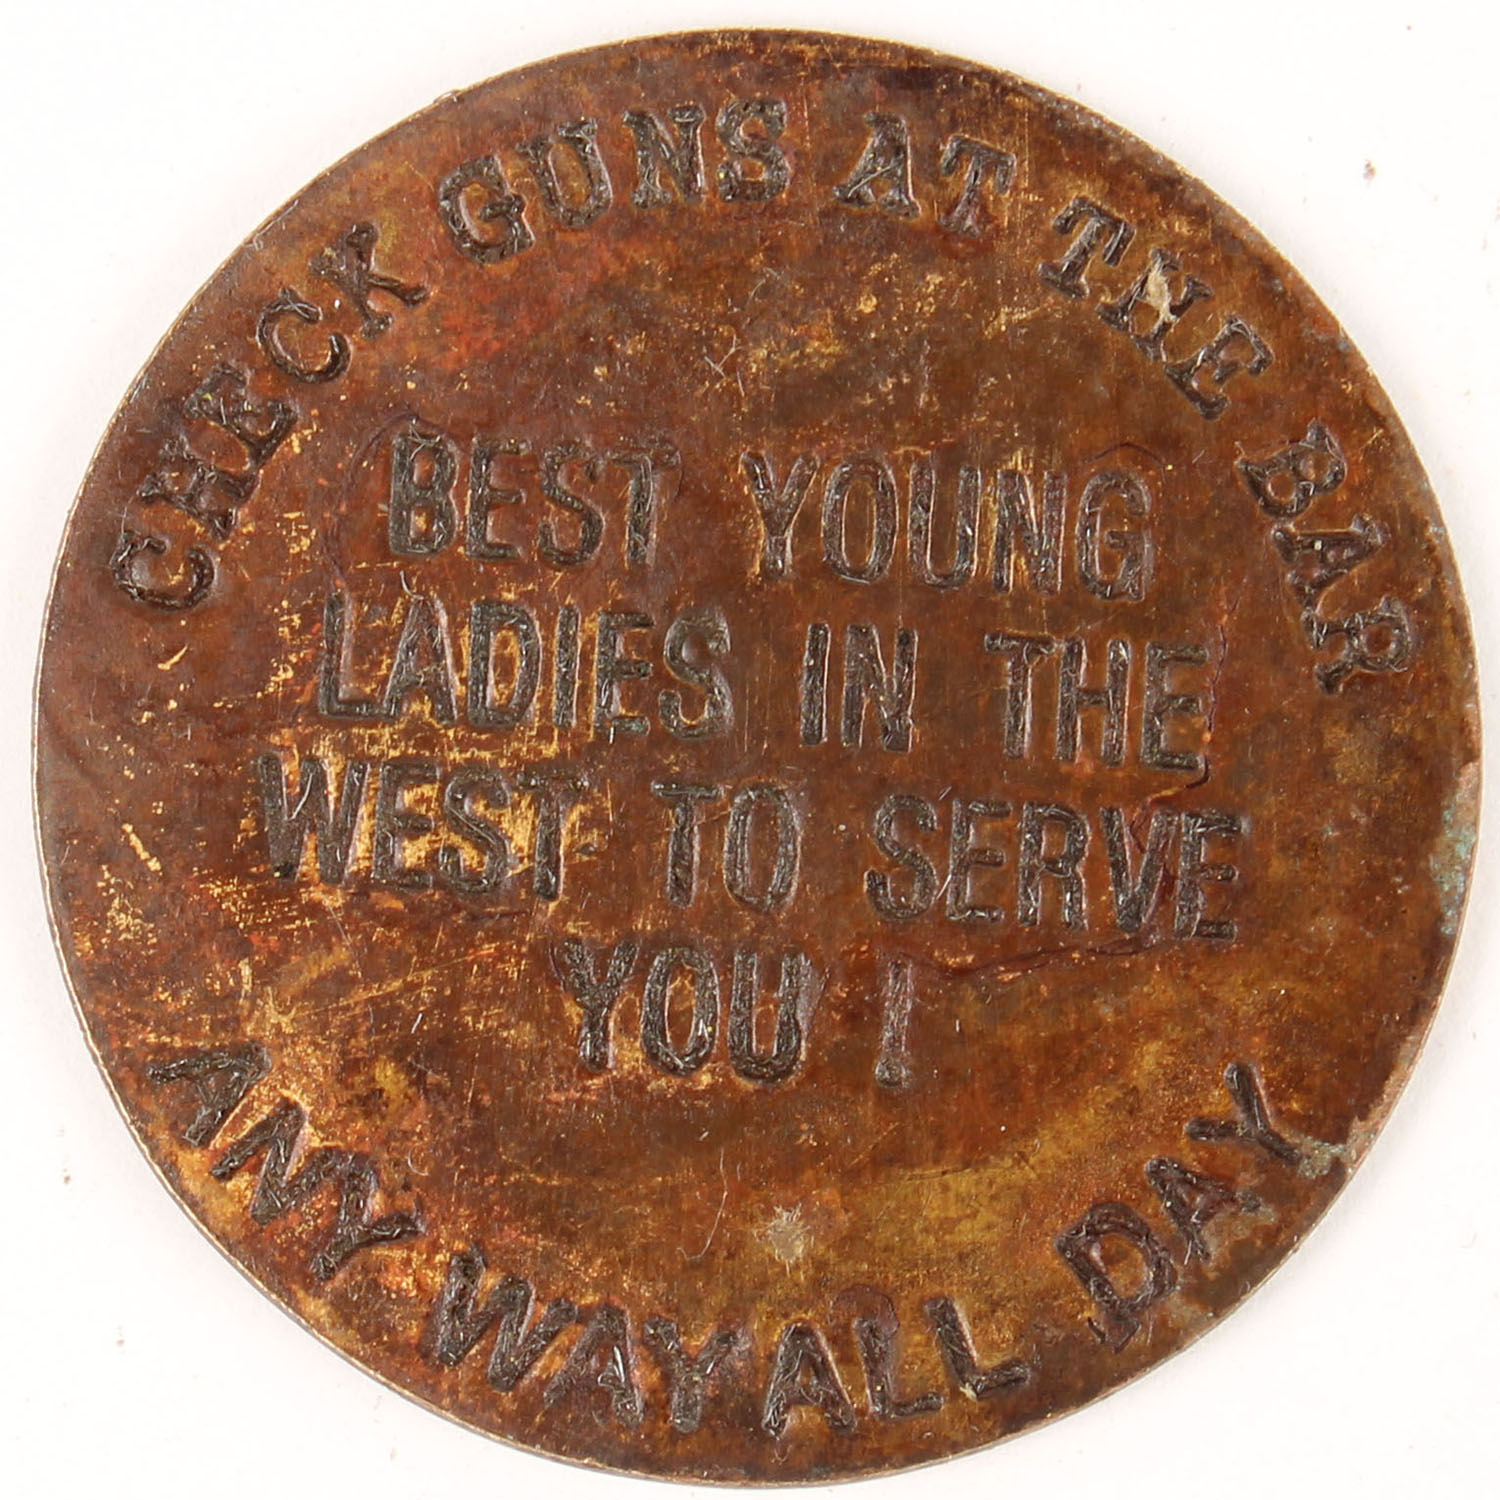 CHECK GUNS AT THE BAR
BEST YOUNG
LADIES IN THE
WEST TO SERVE
YOU !
ANY WAY ALL DAY